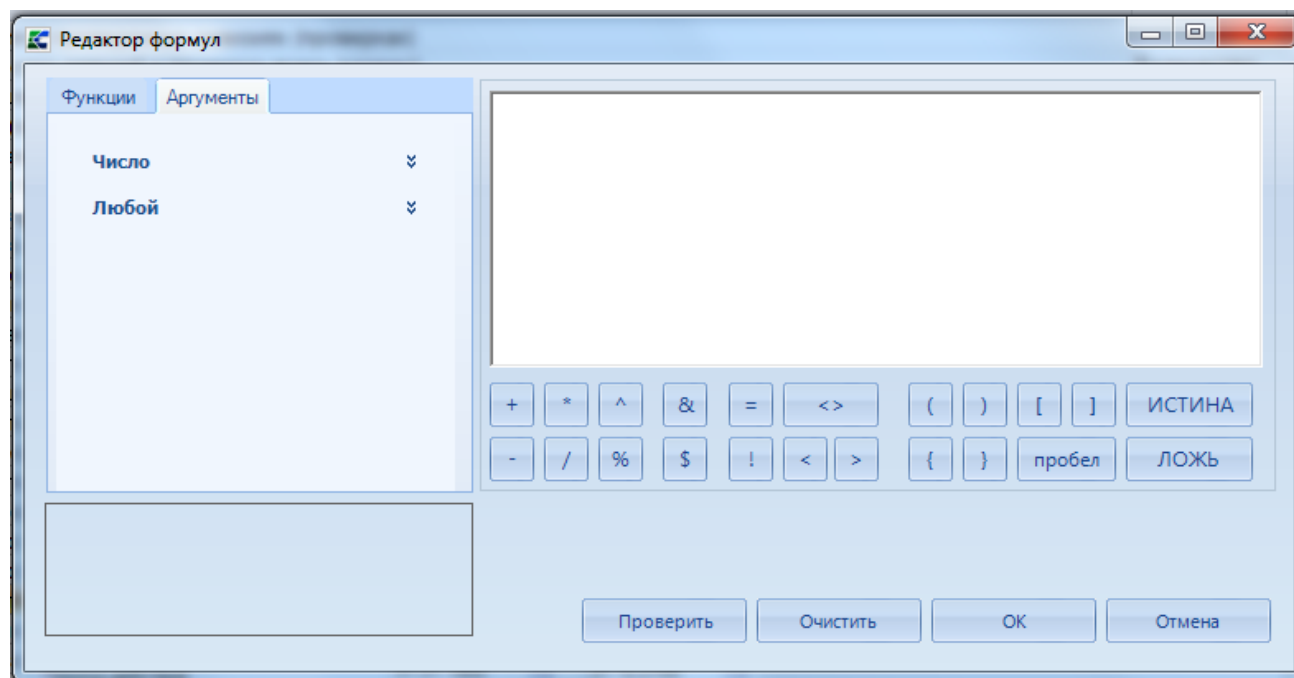 Редактор формул
Функции Аргументы
Число
Любой
+ * ^ & = <> ( ) [ ] ИСТИНА
- / % $ ! < > { } пробел ЛОЖЬ
Проверить Очистить ОК Отмена